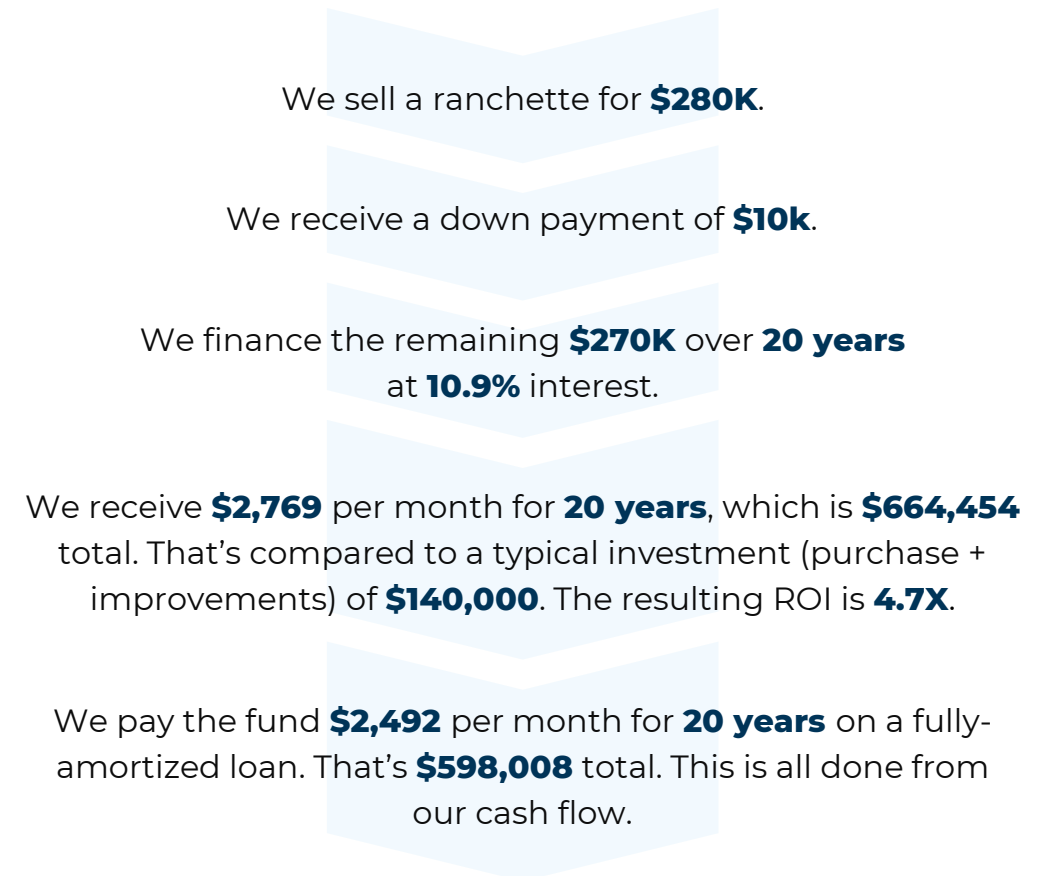 We sell a ranchette for $280K.
We receive a down payment of $10k.
We finance the remaining $270K over 20 years
at 10.9% interest.
We receive $2,769 per month for 20 years, which is $664,454
total. That’s compared to a typical investment (purchase +
improvements) of $140,000. The resulting ROI is 4.7X.
We pay the fund $2,492 per month for 20 years on a fully-
amortized loan. That’s $598,008 total. This is all done from
our cash flow.